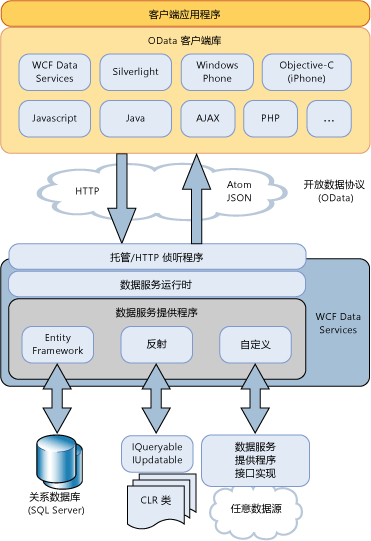 客户端应用程序
OData 客户端库
WCF Data
Services
Silverlight
Windows
Phone
Objective-C
(iPhone)
Javascript
Java
AJAX
PHP
...
HTTP
Atom
JSON
开放数据协议
(OData)
托管/HTTP 侦听程序
数据服务运行时
数据服务提供程序
WCF Data
Services
Entity
Framework
反射
自定义
关系数据库
(SQL Server)
IQueryable
IUpdatable
CLR 类
数据服务
提供程序
接口实现
任意数据源